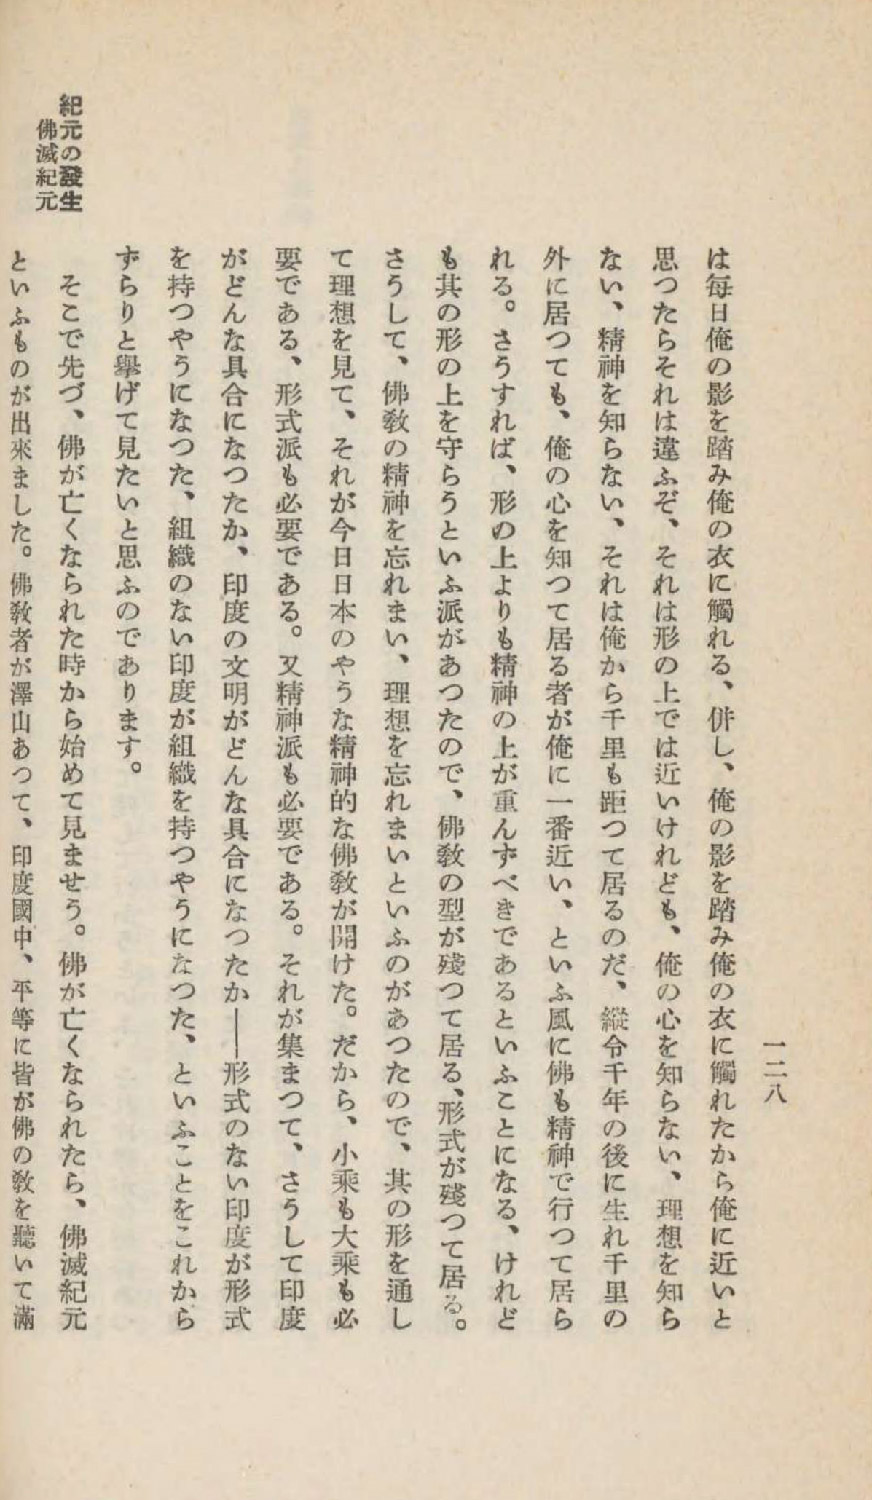 一二八
は毎日俺の影を踏み俺の衣に觸れる、併し、俺の影を踏み俺の衣に觸れたから俺に近いと
思つたらそれは違ふぞ、それは形の上では近いけれども、俺の心を知らない、理想を知ら
ない、精神を知らない、それは俺から千里も距つて居るのだ、縱令千年の後に生れ千里の
外に居つても、俺の心を知つて居る者が俺に一番近い、といふ風に佛も精神で行つて居ら
れる。さうすれば、形の上よりも精神の上が重んずべきであるといふことになる、けれど
も其の形の上を守らうといふ派があつたので、佛敎の型が殘つて居る、形式が殘つて居る。
さうして、佛敎の精神を忘れまい、理想を忘れまいといふのがあつたので、其の形を通し
て理想を見て、それが今日日本のやうな精神的な佛敎が開けた。だから、小乘も大乘も必
要である、形式派も必要である。又精神派も必要である。それが集まつて、さうして印度
がどんな具合になつたか、印度の文明がどんな具合になつたか――形式のない印度が形式
を持つやうになつた、組織のない印度が組織を持つやうになつた、といふことをこれから
ずらりと擧げて見たいと思ふのであります。
紀元の發生
佛滅紀元
そこで先づ、佛が亡くなられた時から始めて見ませう。佛が亡くなられたら、佛滅紀元
といふものが出來ました。佛敎者が澤山あつて、印度國中、平等に皆が佛の敎を聽いて滿